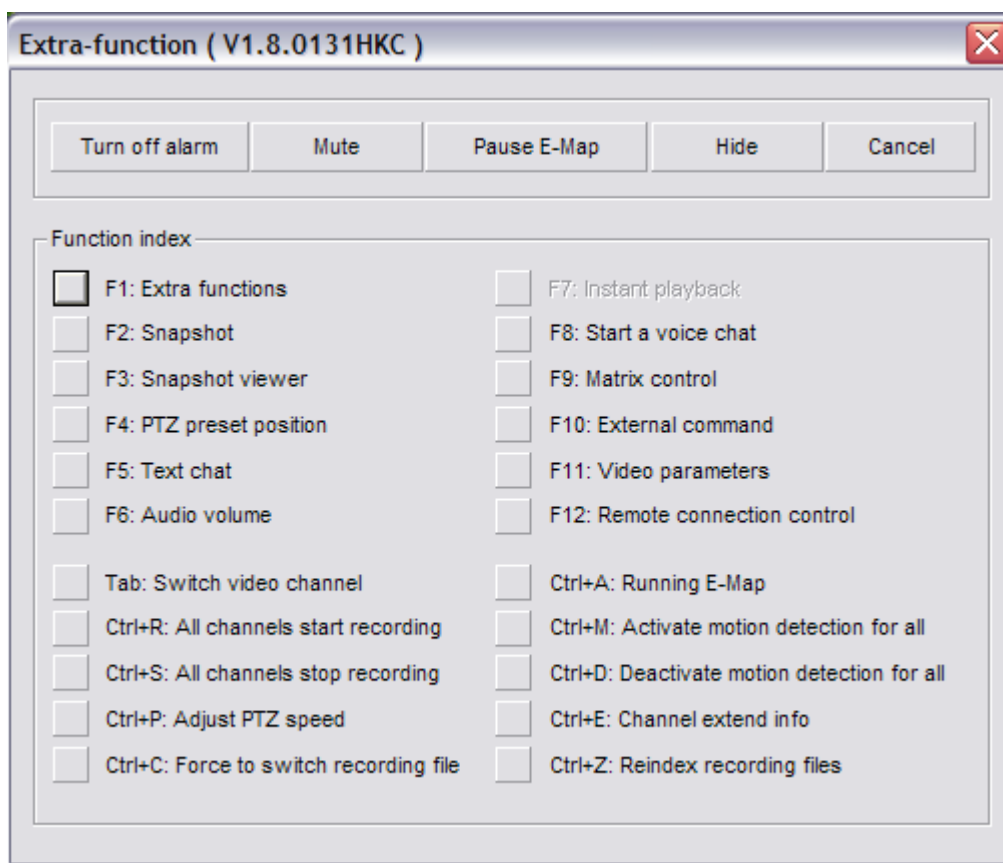 Extra-function ( V1.8.0131HKC )
Turn off alarm Mute Pause E-Map Hide Cancel
Function index
F1: Extra functions F7: Instant playback
F2: Snapshot F8: Start a voice chat
F3: Snapshot viewer F9: Matrix control
F4: PTZ preset position F10: External command
F5: Text chat F11: Video parameters
F6: Audio volume F12: Remote connection control
Tab: Switch video channel Ctrl+A: Running E-Map
Ctrl+R: All channels start recording Ctrl+M: Activate motion detection for all
Ctrl+S: All channels stop recording Ctrl+D: Deactivate motion detection for all
Ctrl+P: Adjust PTZ speed Ctrl+E: Channel extend info
Ctrl+C: Force to switch recording file Ctrl+Z: Reindex recording files